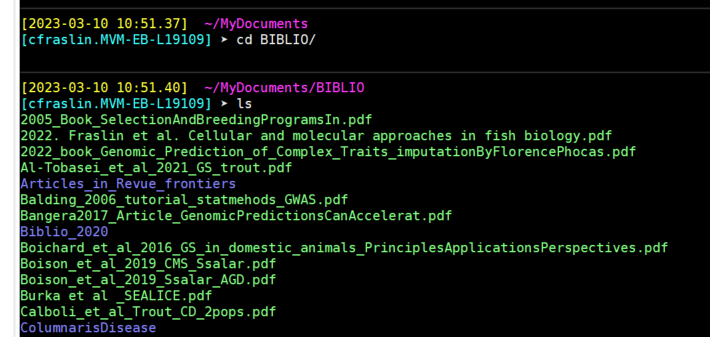 [2023-03-10 10:51.37] ~/MyDocuments
[cfraslin.MVM-EB-L19109] ➤ cd BIBLIO/
[2023-03-10 10:51.40] ~/MyDocuments/BIBLIO
[cfraslin.MVM-EB-L19109] ➤ ls
2005_Book_SelectionAndBreedingProgramsIn.pdf
2022. Fraslin et al. Cellular and molecular approaches in fish biology.pdf
2022_book_Genomic_Prediction_of_Complex_Traits_imputationByFlorencePhocas.pdf
Al-Tobasei_et_al_2021_GS_trout.pdf
Articles_in_Revue_frontiers
Balding_2006_tutorial_statmehods_GWAS.pdf
Bangera2017_Article_GenomicPredictionsCanAccelerat.pdf
Biblio_2020
Boichard_et_al_2016_GS_in_domestic_animals_PrinciplesApplicationsPerspectives.pdf
Boison_et_al_2019_CMS_Ssalar.pdf
Boison_et_al_2019_Ssalar_AGD.pdf
Burka et al _SEALICE.pdf
Calboli_et_al_Trout_CD_2pops.pdf
ColumnarisDisease